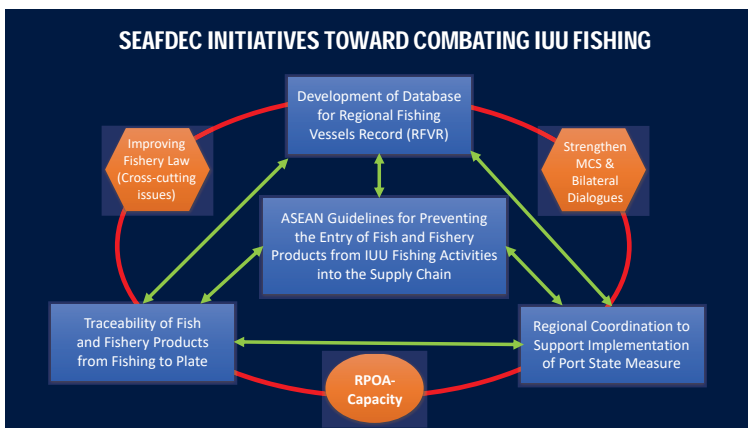 SEAFDEC INITIATIVES TOWARD COMBATING IUU FISHING
Development of Database
for Regional Fishing
Vessels Record (RFVR)
Improving
Fishery Law
(Cross-cutting
issues)
Strengthen
MCS &
Bilateral
Dialogues
ASEAN Guidelines for Preventing
the Entry of Fish and Fishery
Products from IUU Fishing Activities
into the Supply Chain
Traceability of Fish
and Fishery Products
from Fishing to Plate
Regional Coordination to
Support Implementation
of Port State Measure
RPOA-
Capacity